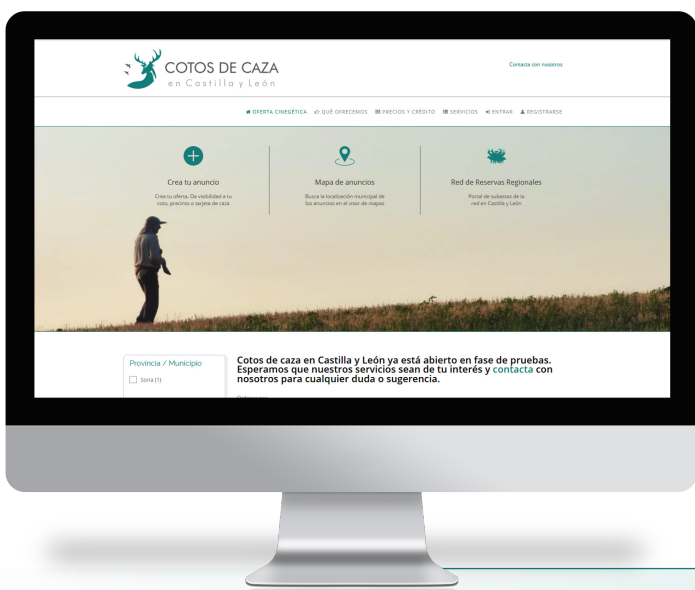 COTOS DE CAZA
en Castilla y León
Contacta con nosotros
OFERTA CINEGÉTICA QUÉ OFRECEMOS PRECIOS Y CRÉDITO SERVICIOS ENTRAR REGISTRARSE
Crea tu anuncio
Crea tu oferta. Da visibilidad a tu
coto, precinto o tarjeta de caza
Mapa de anuncios
Busca la localización municipal de
los anuncios en el visor de mapas
Red de Reservas Regionales
Portal de subastas de la
red en Castilla y León
Provincia / Municipio
Soria (1)
Cotos de caza en Castilla y León ya está abierto en fase de pruebas.
Esperamos que nuestros servicios sean de tu interés y contacta con
nosotros para cualquier duda o sugerencia.